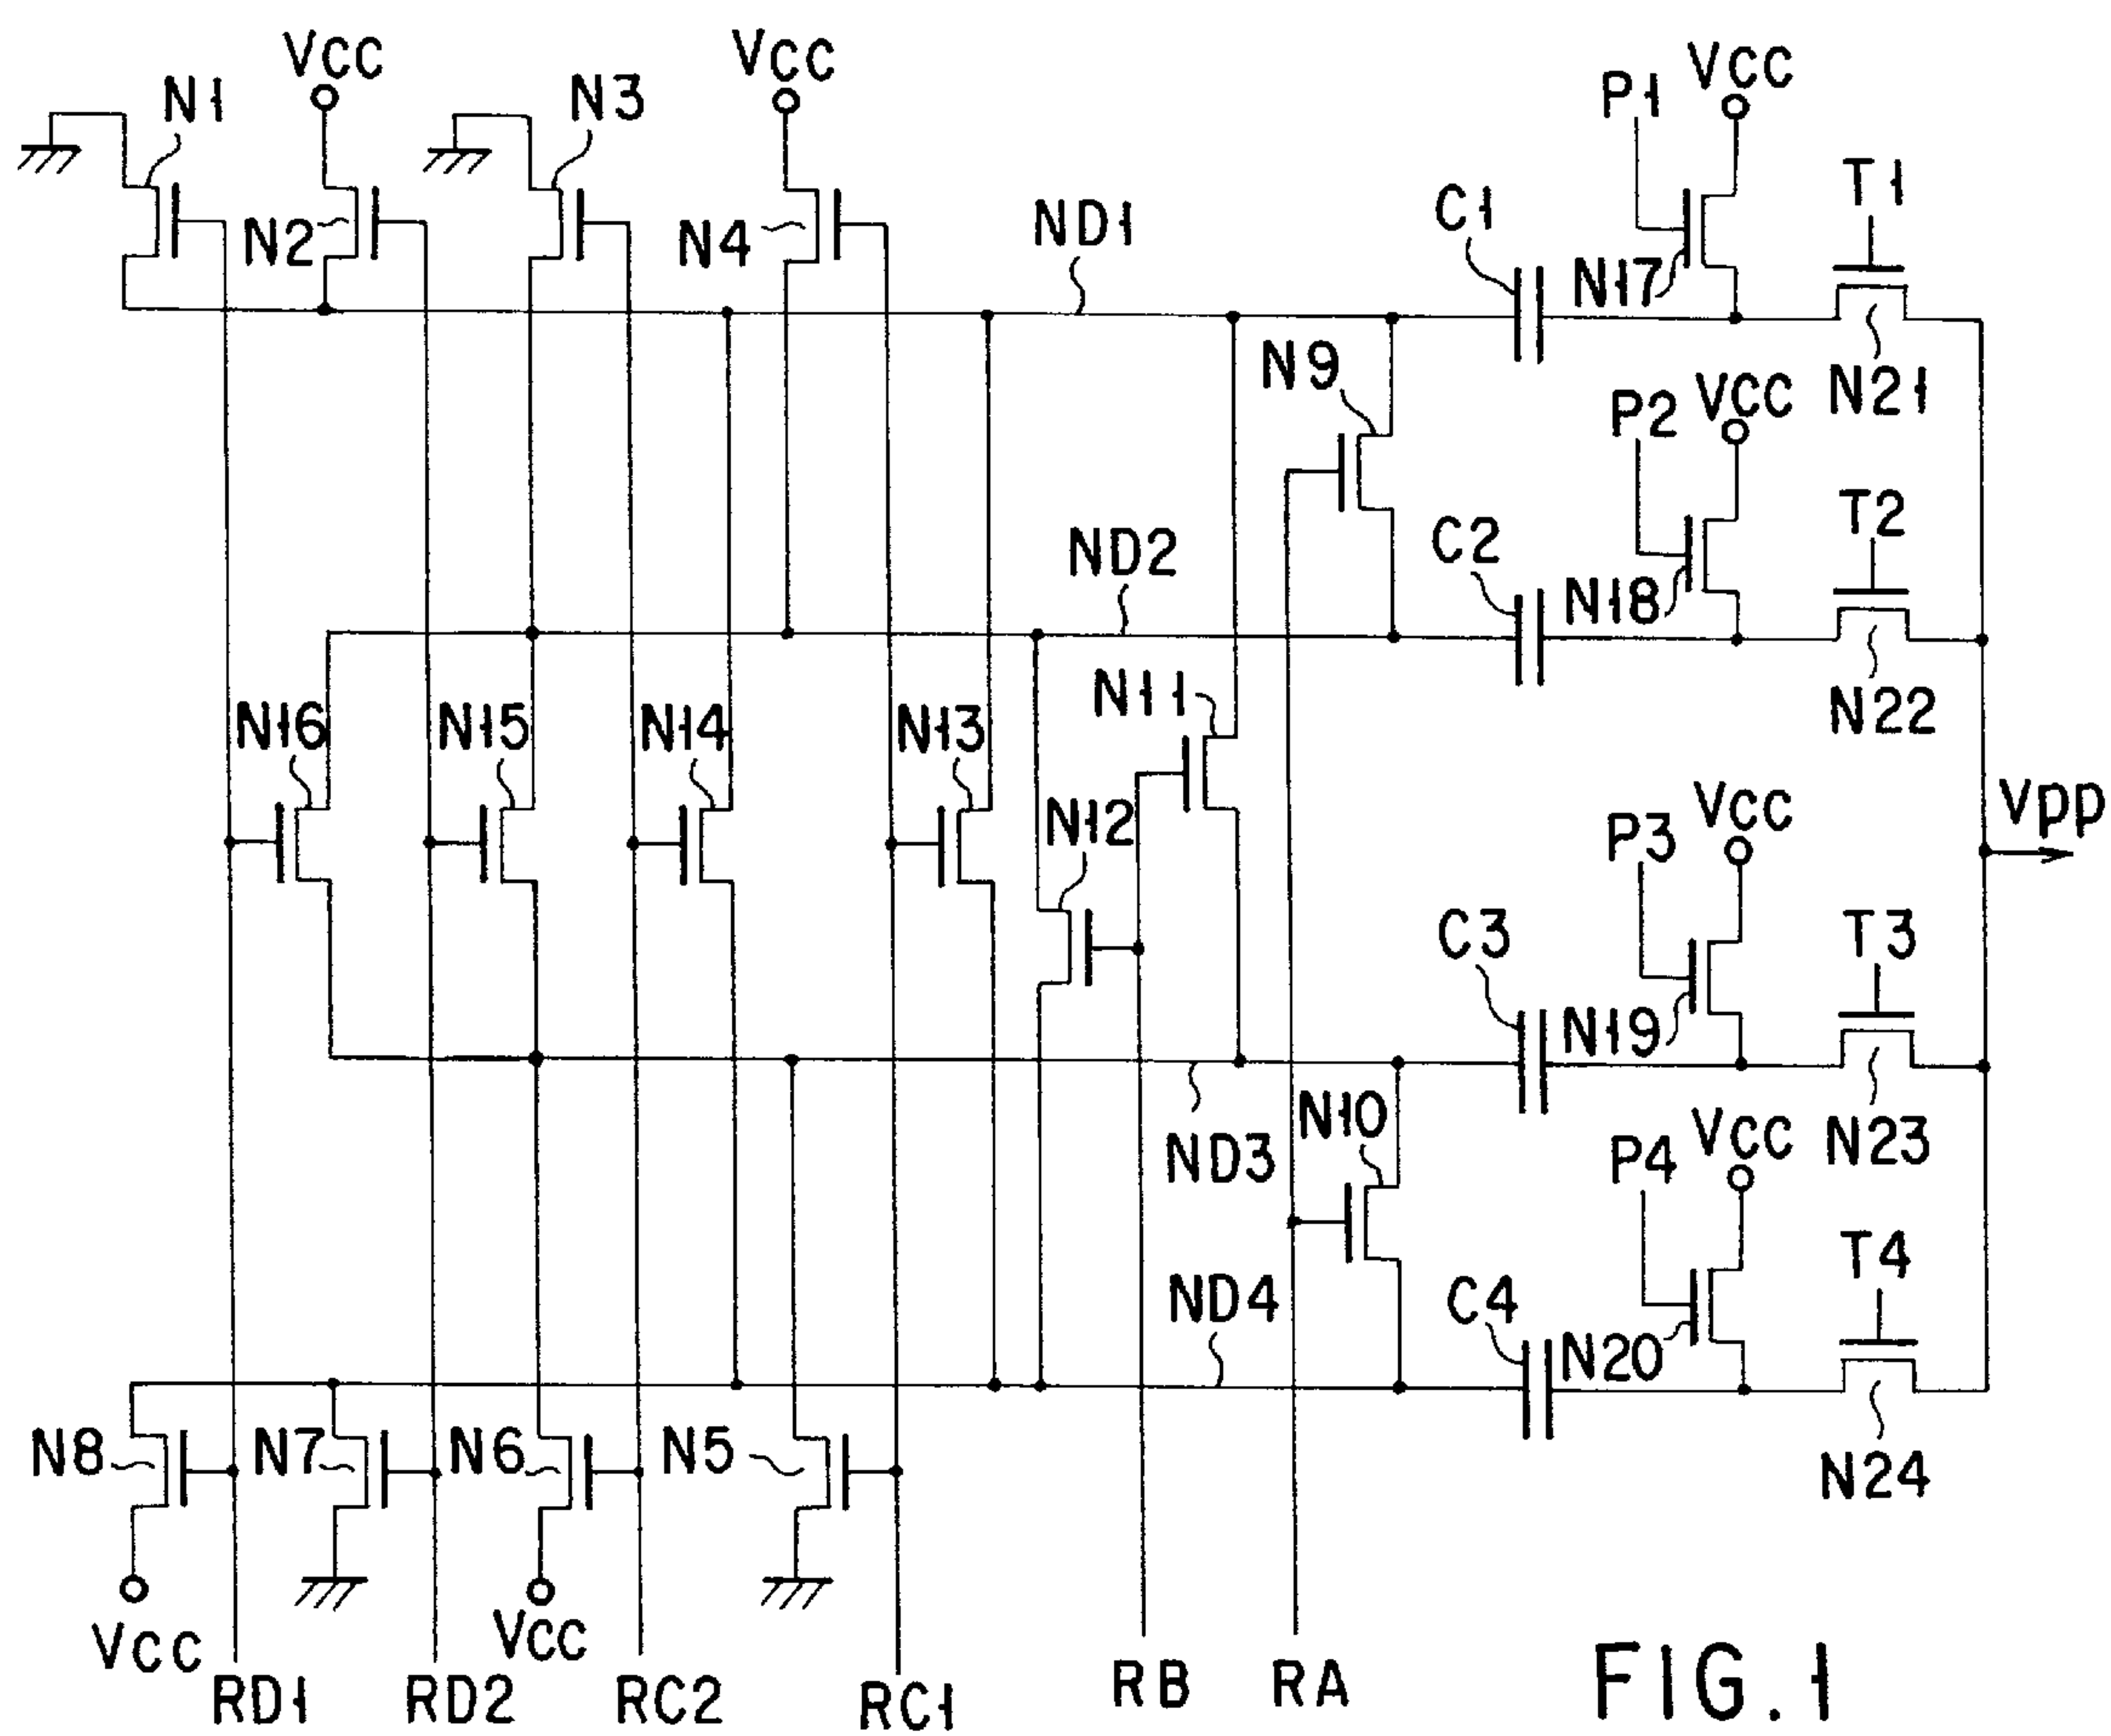 VCC
VCC
VCC
N1
N3
P1
T1
N2
N4
ND1
C1
N17
N9
N21
P2
VCC
T2
ND2
C2
N18
N16
N15
N14
N13
N11
N22
N12
VCC
Vpp
P3
C3
T3
N19
N10
ND3
VCC
N23
P4
T4
ND4
C4
N20
N8
N7
N6
N5
N24
VCC
VCC
RD1
RD2
RC2
RC1
RB
RA
FIG. 1